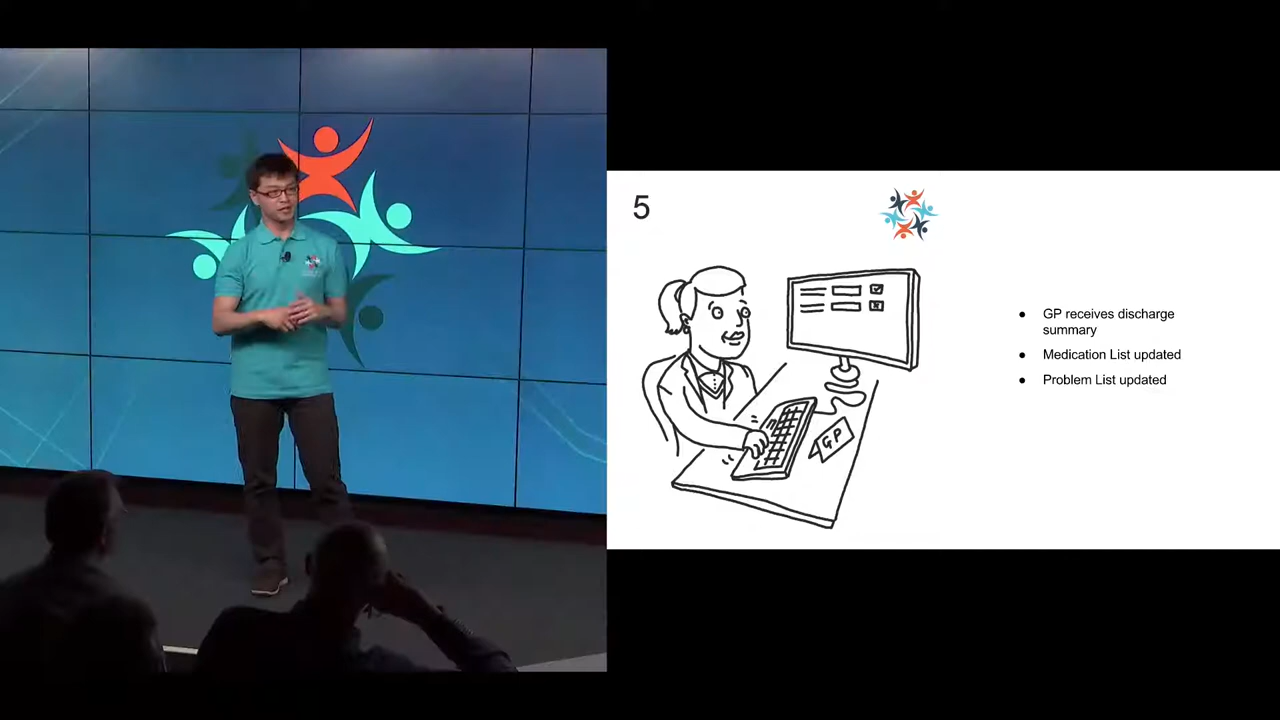 5
● GP receives discharge
summary
● Medication List updated
● Problem List updated
GP